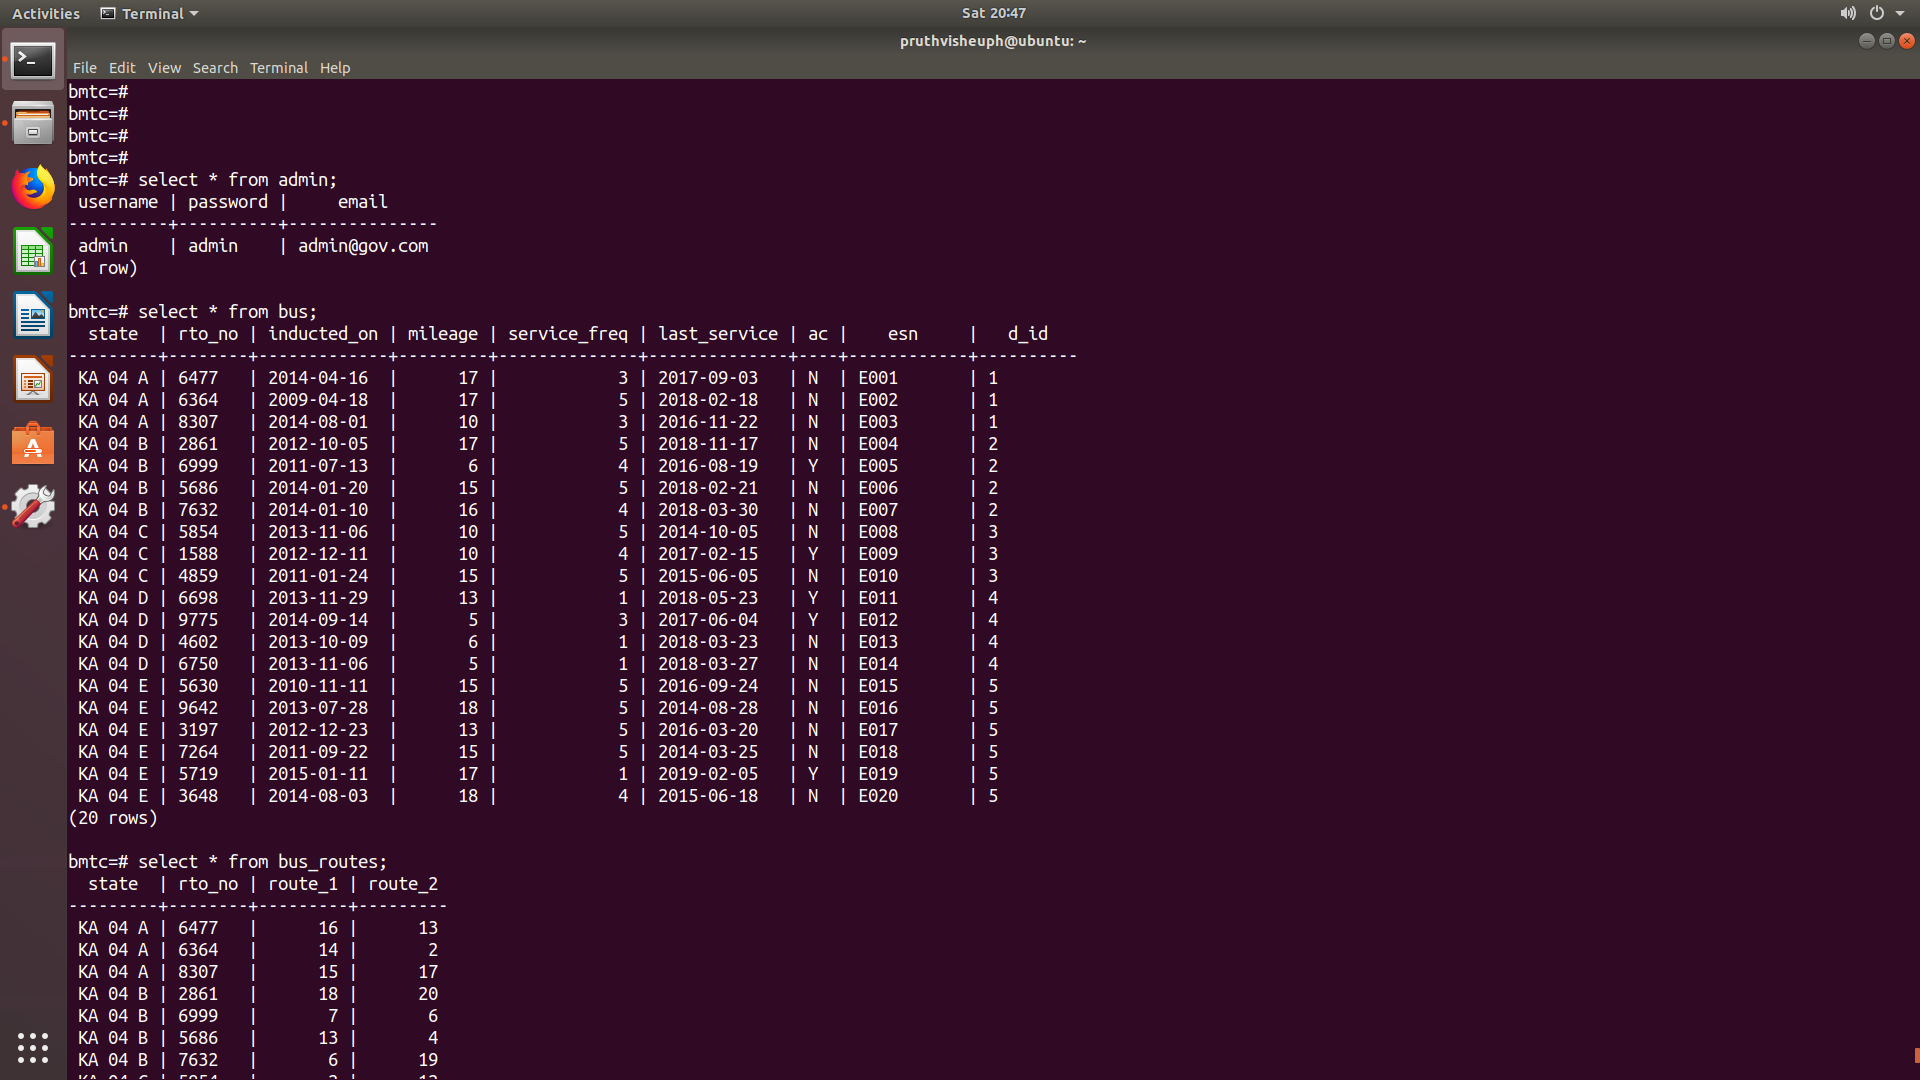 Activities Terminal Sat 20:47
pruthvisheuph@ubuntu: ~
File Edit View Search Terminal Help
bmtc=#
bmtc=#
bmtc=#
bmtc=#
bmtc=# select * from admin;
 username | password |     email
----------+----------+---------------
 admin    | admin    | admin@gov.com
(1 row)

bmtc=# select * from bus;
  state  | rto_no | inducted_on | mileage | service_freq | last_service | ac |    esn     |   d_id
---------+--------+-------------+---------+--------------+--------------+----+------------+----------
 KA 04 A | 6477   | 2014-04-16  |      17 |            3 | 2017-09-03   | N  | E001       | 1
 KA 04 A | 6364   | 2009-04-18  |      17 |            5 | 2018-02-18   | N  | E002       | 1
 KA 04 A | 8307   | 2014-08-01  |      10 |            3 | 2016-11-22   | N  | E003       | 1
 KA 04 B | 2861   | 2012-10-05  |      17 |            5 | 2018-11-17   | N  | E004       | 2
 KA 04 B | 6999   | 2011-07-13  |       6 |            4 | 2016-08-19   | Y  | E005       | 2
 KA 04 B | 5686   | 2014-01-20  |      15 |            5 | 2018-02-21   | N  | E006       | 2
 KA 04 B | 7632   | 2014-01-10  |      16 |            4 | 2018-03-30   | N  | E007       | 2
 KA 04 C | 5854   | 2013-11-06  |      10 |            5 | 2014-10-05   | N  | E008       | 3
 KA 04 C | 1588   | 2012-12-11  |      10 |            4 | 2017-02-15   | Y  | E009       | 3
 KA 04 C | 4859   | 2011-01-24  |      15 |            5 | 2015-06-05   | N  | E010       | 3
 KA 04 D | 6698   | 2013-11-29  |      13 |            1 | 2018-05-23   | Y  | E011       | 4
 KA 04 D | 9775   | 2014-09-14  |       5 |            3 | 2017-06-04   | Y  | E012       | 4
 KA 04 D | 4602   | 2013-10-09  |       6 |            1 | 2018-03-23   | N  | E013       | 4
 KA 04 D | 6750   | 2013-11-06  |       5 |            1 | 2018-03-27   | N  | E014       | 4
 KA 04 E | 5630   | 2010-11-11  |      15 |            5 | 2016-09-24   | N  | E015       | 5
 KA 04 E | 9642   | 2013-07-28  |      18 |            5 | 2014-08-28   | N  | E016       | 5
 KA 04 E | 3197   | 2012-12-23  |      13 |            5 | 2016-03-20   | N  | E017       | 5
 KA 04 E | 7264   | 2011-09-22  |      15 |            5 | 2014-03-25   | N  | E018       | 5
 KA 04 E | 5719   | 2015-01-11  |      17 |            1 | 2019-02-05   | Y  | E019       | 5
 KA 04 E | 3648   | 2014-08-03  |      18 |            4 | 2015-06-18   | N  | E020       | 5
(20 rows)

bmtc=# select * from bus_routes;
  state  | rto_no | route_1 | route_2
---------+--------+---------+---------
 KA 04 A | 6477   |      16 |      13
 KA 04 A | 6364   |      14 |       2
 KA 04 A | 8307   |      15 |      17
 KA 04 B | 2861   |      18 |      20
 KA 04 B | 6999   |       7 |       6
 KA 04 B | 5686   |      13 |       4
 KA 04 B | 7632   |       6 |      19